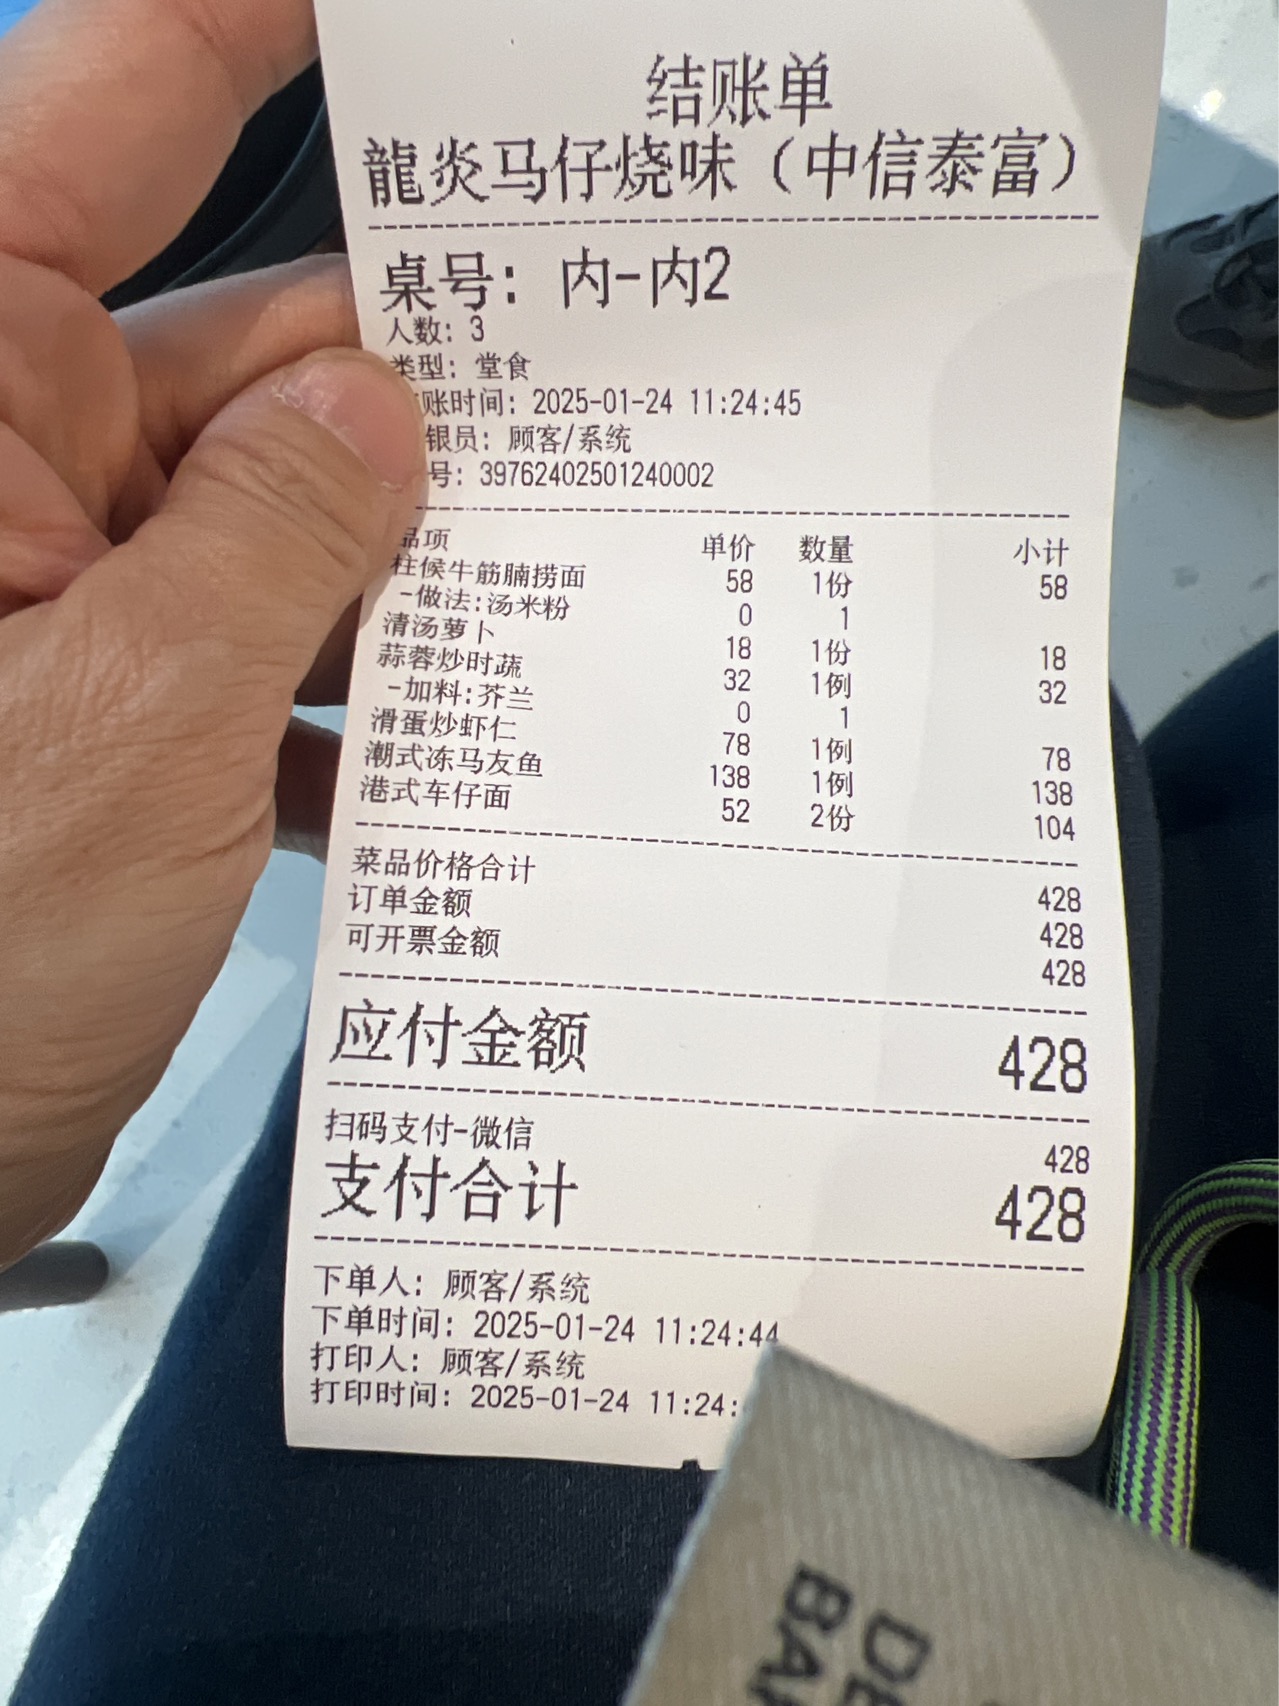 结账单
龍炎马仔烧味（中信泰富）
桌号: 内-内2
人数: 3
类型: 堂食
账时间: 2025-01-24 11:24:45
银员: 顾客/系统
号: 39762402501240002
品项 单价 数量 小计
柱候牛筋腩捞面 58 1份 58
-做法:汤米粉 0 1
清汤萝卜 18 1份 18
蒜蓉炒时蔬 32 1例 32
-加料:芥兰 0 1
滑蛋炒虾仁 78 1例 78
潮式冻马友鱼 138 1例 138
港式车仔面 52 2份 104
菜品价格合计 428
订单金额 428
可开票金额 428
应付金额 428
扫码支付-微信 428
支付合计 428
下单人: 顾客/系统
下单时间: 2025-01-24 11:24:44
打印人: 顾客/系统
打印时间: 2025-01-24 11:24: